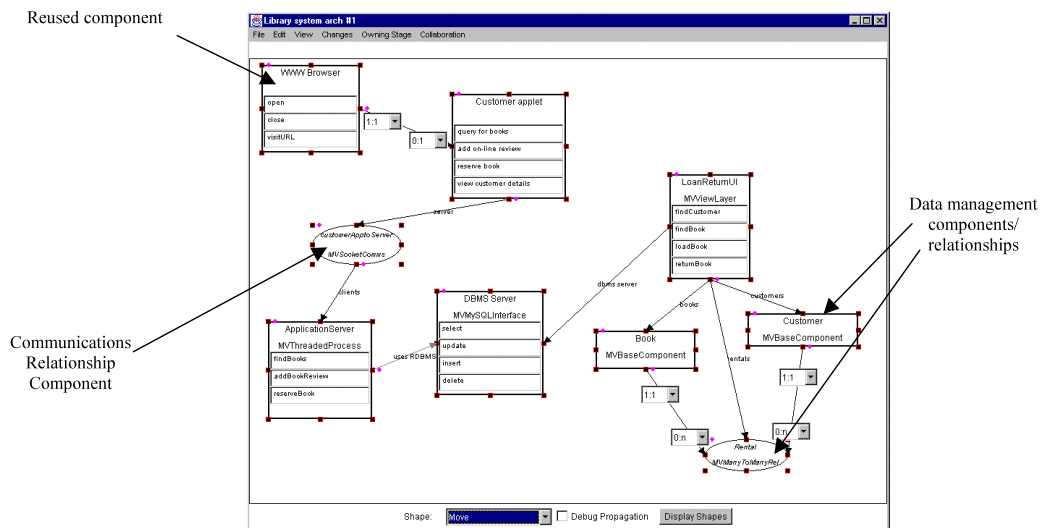 Reused component
Library system arch #1
File Edit View Changes Owning Stage Collaboration
WWW Browser
open
close
visitURL
1:1
0:1
Customer applet
query for books
add on-line review
reserve book
view customer details
server
customerApptoServer
MVSocketComms
clients
ApplicationServer
MVThreadedProcess
findBooks
addBookReview
reserveBook
uses RDBMS
DBMS Server
MVMySQLInterface
select
update
insert
delete
dbms server
LoanReturnUI
MVViewLayer
findCustomer
findBook
loadBook
returnBook
books
customers
rentals
Book
MVBaseComponent
Customer
MVBaseComponent
1:1
0:n
1:1
0:n
Rental
MVManyToManyRel
Data management
components/
relationships
Communications
Relationship
Component
Shape: Move Debug Propagation Display Shapes